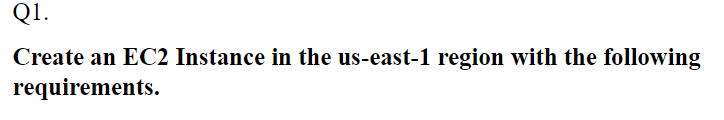 Q1.
Create an EC2 Instance in the us-east-1 region with the following
requirements.